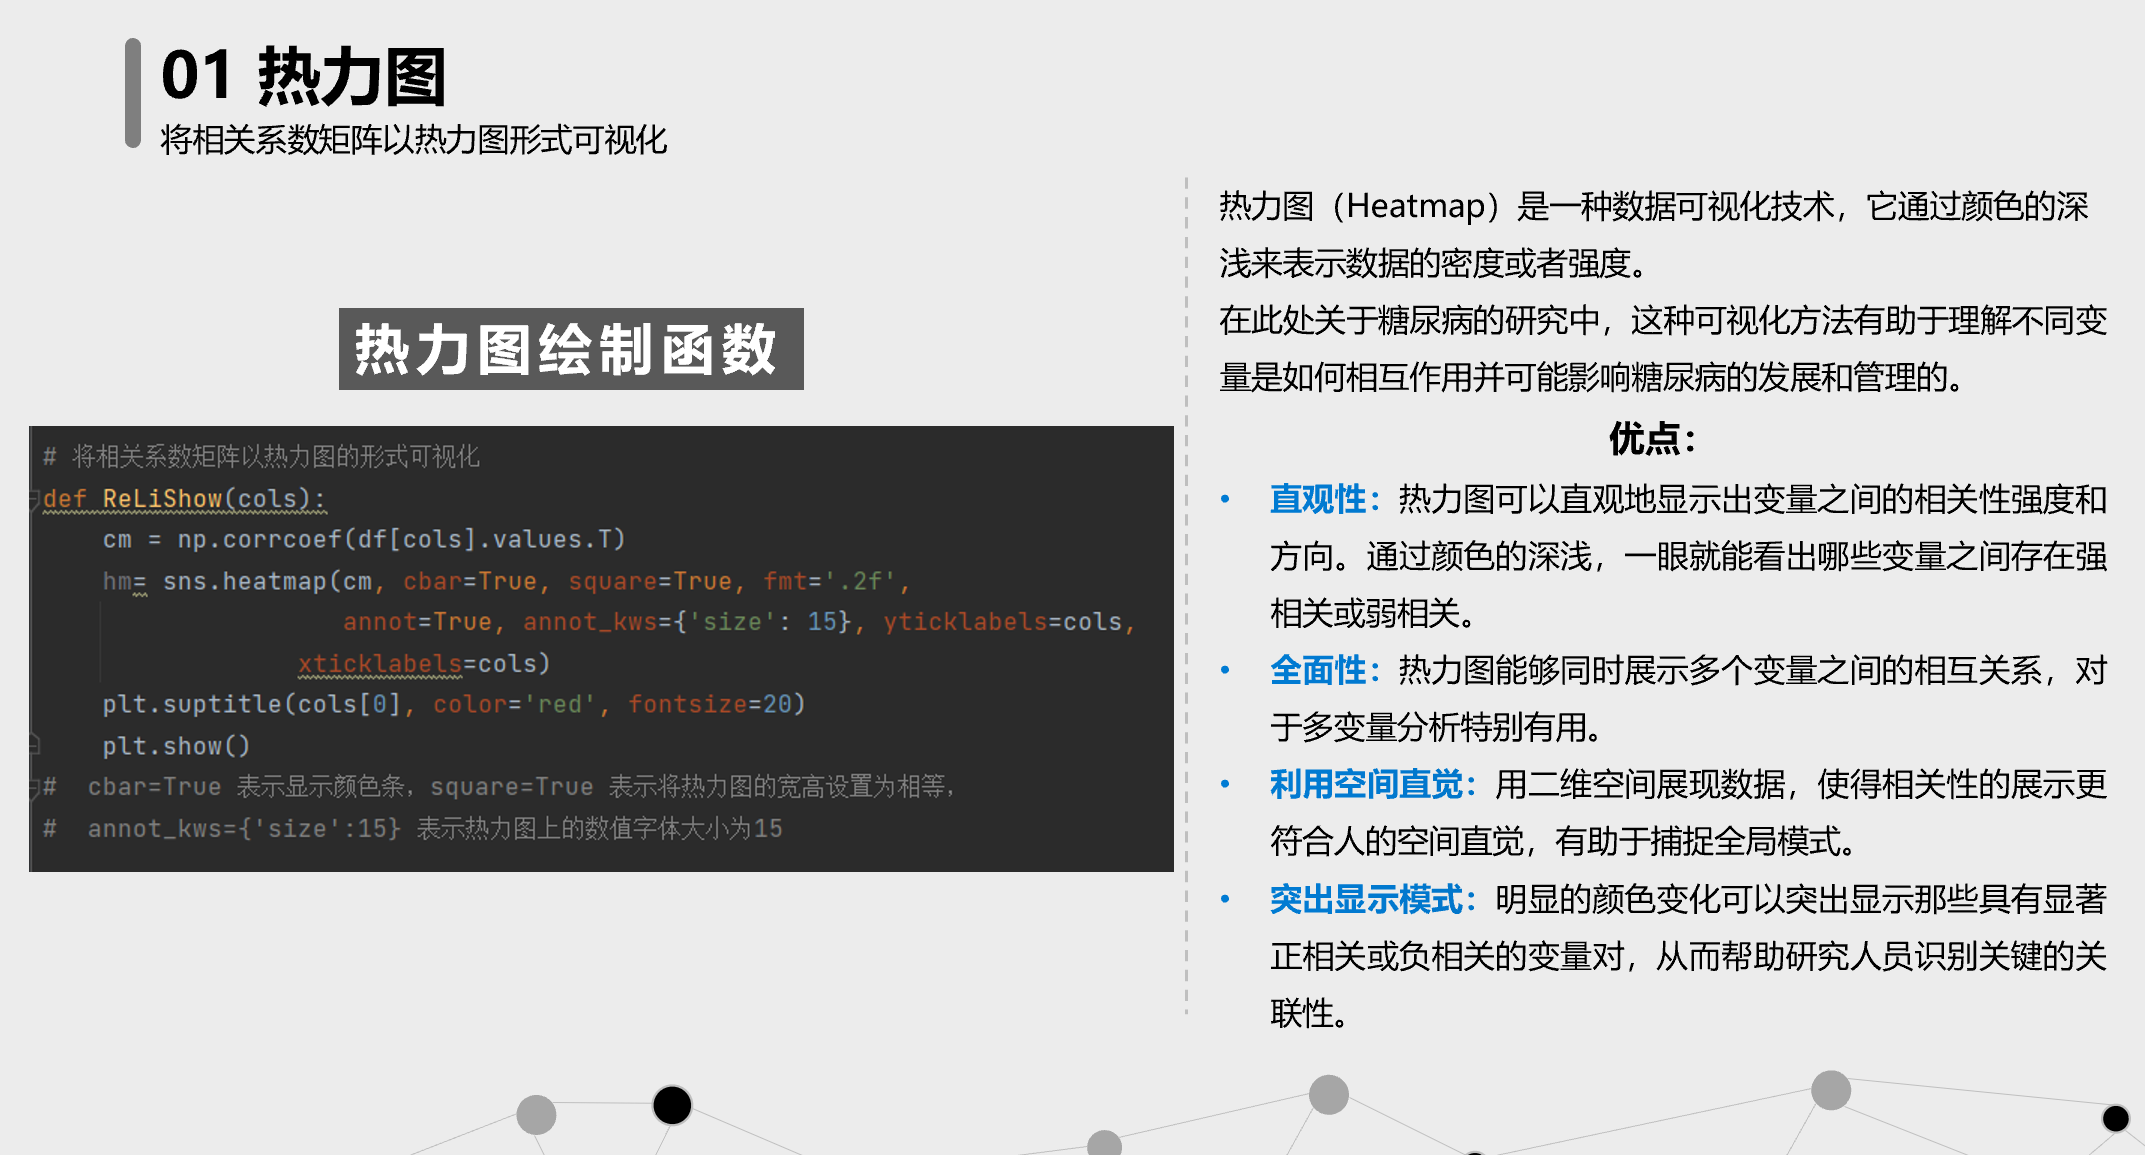 01 热力图
将相关系数矩阵以热力图形式可视化
热力图绘制函数
# 将相关系数矩阵以热力图的形式可视化
def ReLiShow(cols):
    cm = np.corrcoef(df[cols].values.T)
    hm= sns.heatmap(cm, cbar=True, square=True, fmt='.2f',
                    annot=True, annot_kws={'size': 15}, yticklabels=cols,
                 xticklabels=cols)
    plt.suptitle(cols[0], color='red', fontsize=20)
    plt.show()
#  cbar=True 表示显示颜色条，square=True 表示将热力图的宽高设置为相等，
#  annot_kws={'size':15} 表示热力图上的数值字体大小为15
热力图（Heatmap）是一种数据可视化技术，它通过颜色的深
浅来表示数据的密度或者强度。
在此处关于糖尿病的研究中，这种可视化方法有助于理解不同变
量是如何相互作用并可能影响糖尿病的发展和管理的。
优点：
• 直观性：热力图可以直观地显示出变量之间的相关性强度和
方向。通过颜色的深浅，一眼就能看出哪些变量之间存在强
相关或弱相关。
• 全面性：热力图能够同时展示多个变量之间的相互关系，对
于多变量分析特别有用。
• 利用空间直觉：用二维空间展现数据，使得相关性的展示更
符合人的空间直觉，有助于捕捉全局模式。
• 突出显示模式：明显的颜色变化可以突出显示那些具有显著
正相关或负相关的变量对，从而帮助研究人员识别关键的关
联性。